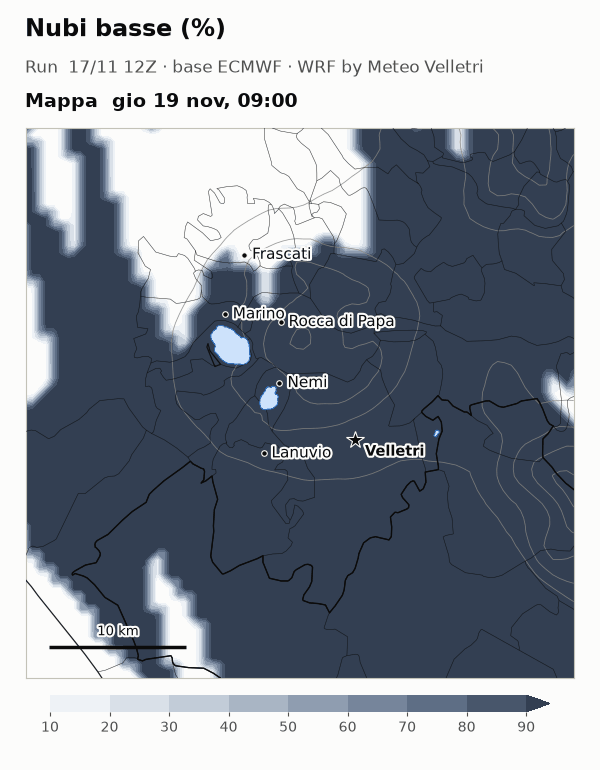 Nubi basse (%)
Run  17/11 12Z · base ECMWF · WRF by Meteo Velletri
Mappa  gio 19 nov, 09:00
Frascati
Marino
Rocca di Papa
Nemi
Velletri
Lanuvio
10 km
10 20 30 40 50 60 70 80 90